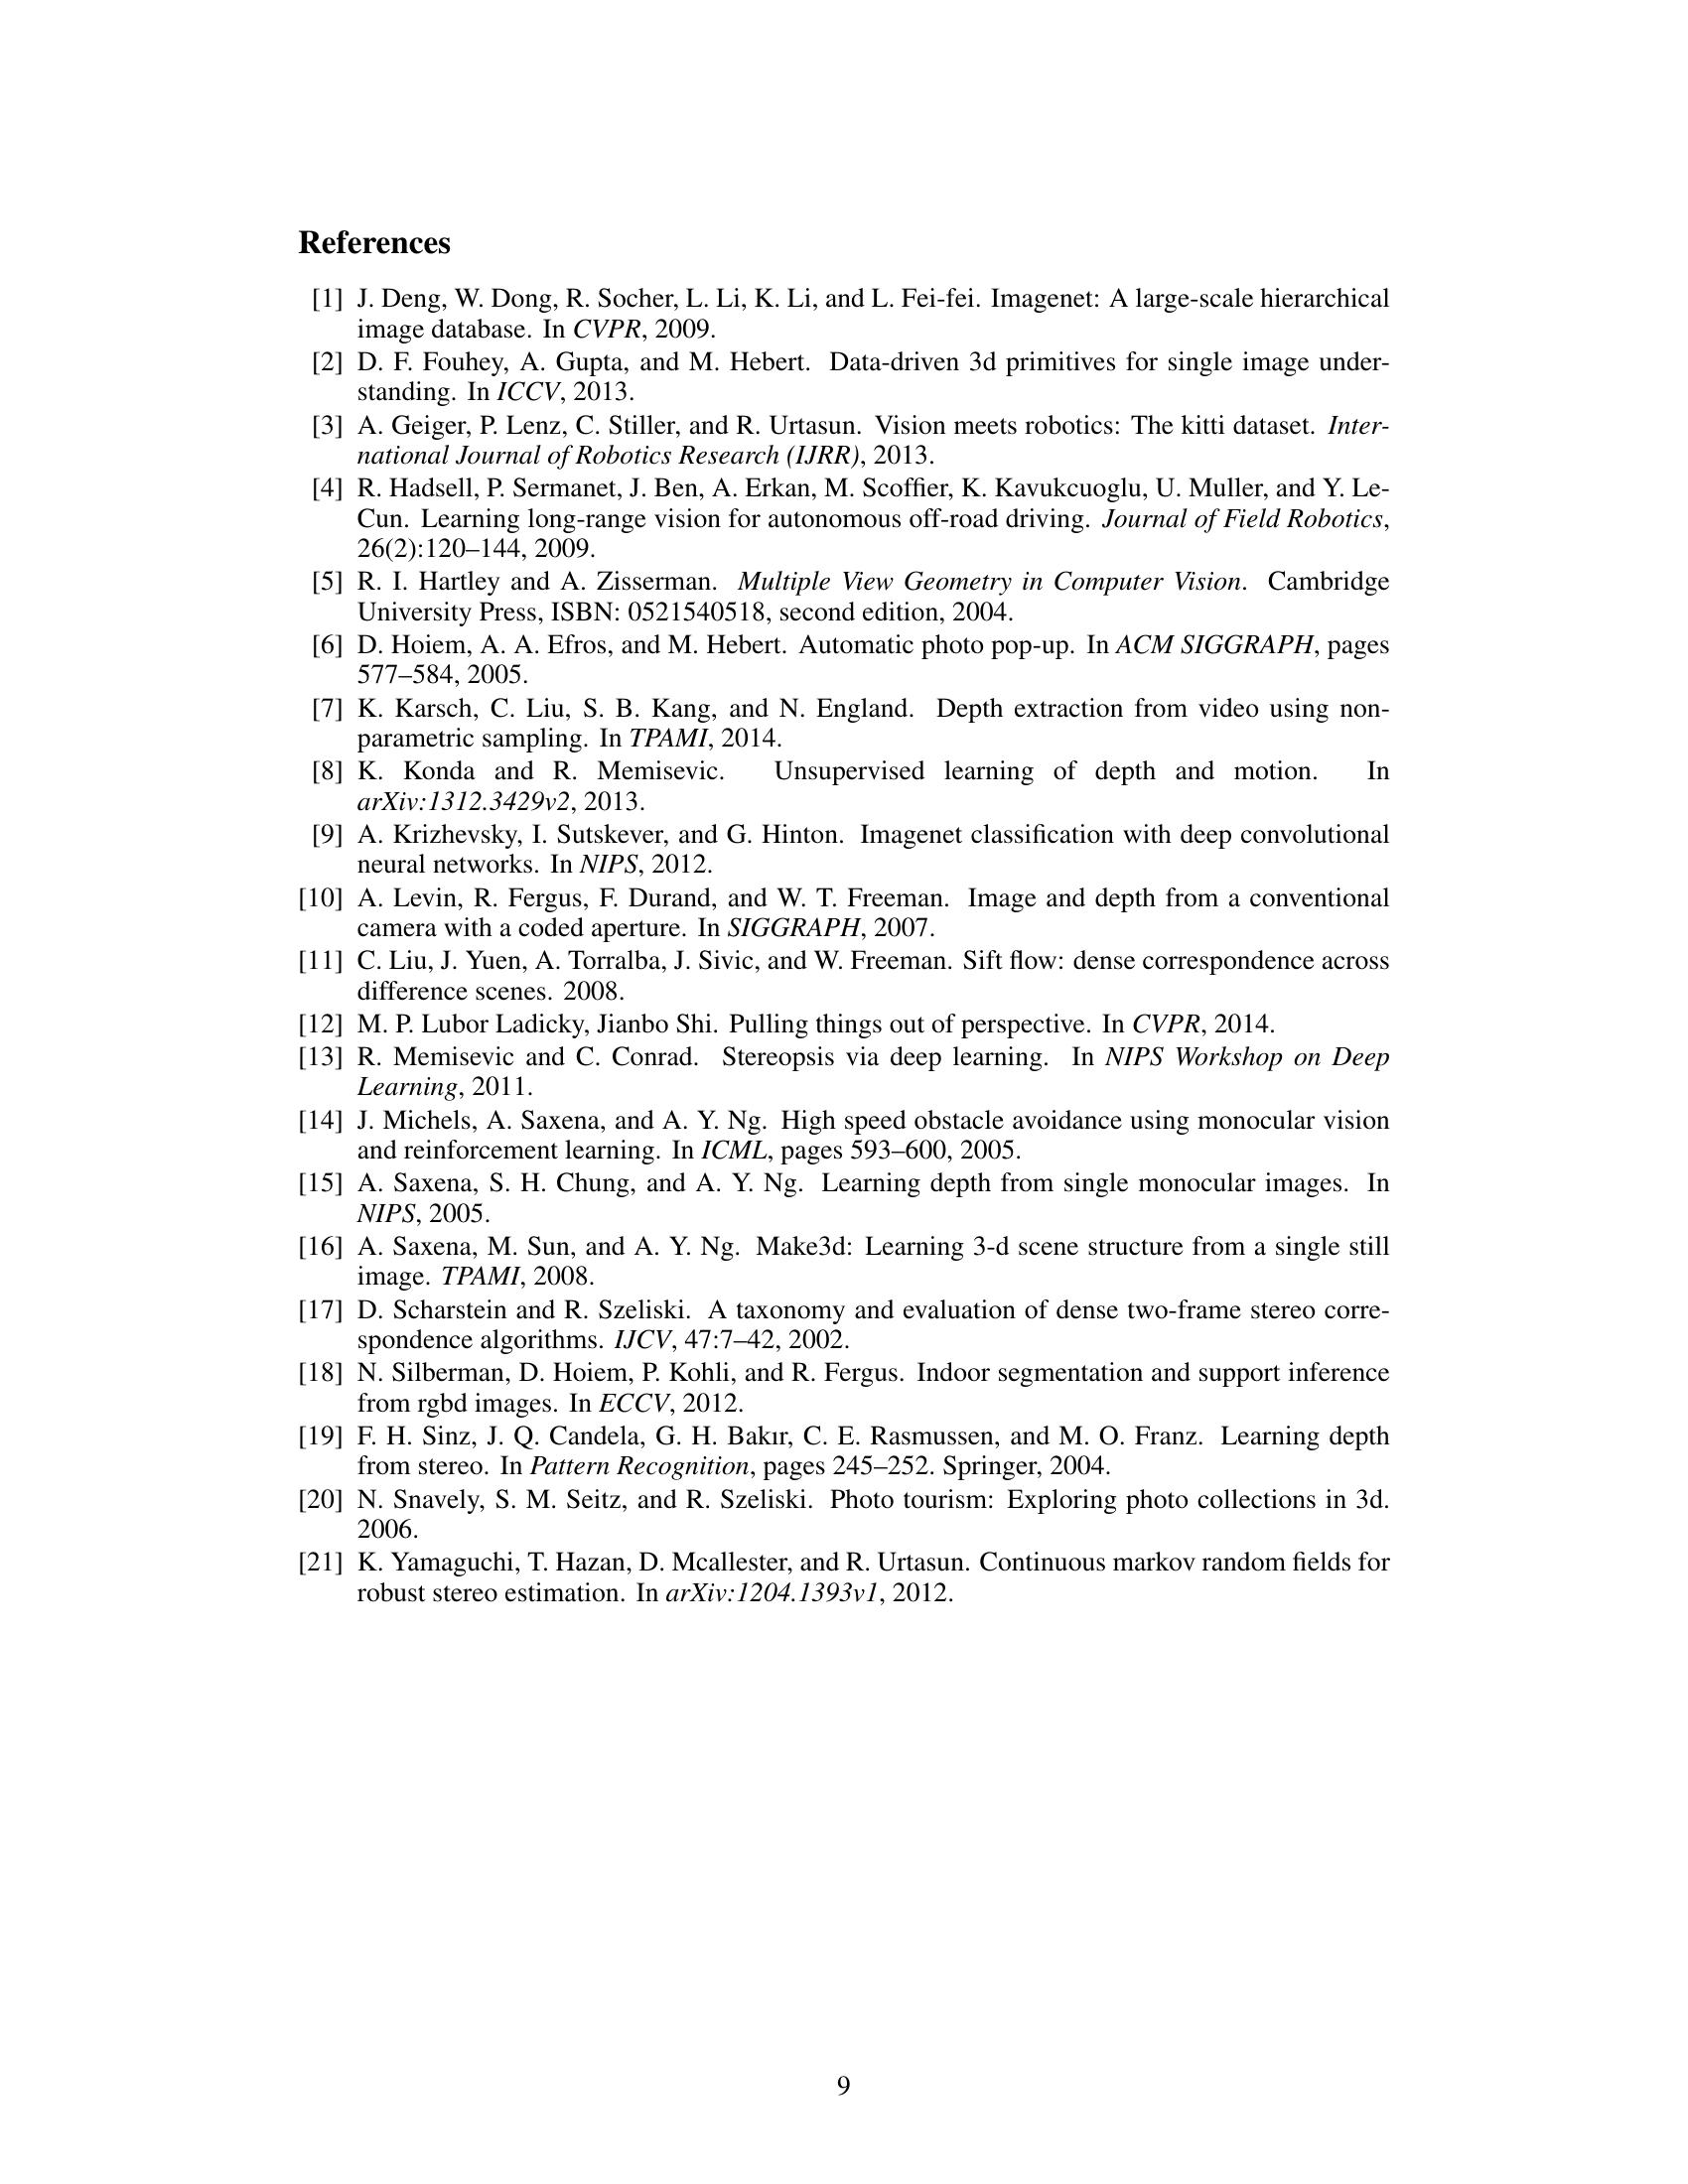 References
[1] J. Deng, W. Dong, R. Socher, L. Li, K. Li, and L. Fei-fei. Imagenet: A large-scale hierarchical
image database. In CVPR, 2009.
[2] D. F. Fouhey, A. Gupta, and M. Hebert. Data-driven 3d primitives for single image under-
standing. In ICCV, 2013.
[3] A. Geiger, P. Lenz, C. Stiller, and R. Urtasun. Vision meets robotics: The kitti dataset. Inter-
national Journal of Robotics Research (IJRR), 2013.
[4] R. Hadsell, P. Sermanet, J. Ben, A. Erkan, M. Scoffier, K. Kavukcuoglu, U. Muller, and Y. Le-
Cun. Learning long-range vision for autonomous off-road driving. Journal of Field Robotics,
26(2):120–144, 2009.
[5] R. I. Hartley and A. Zisserman. Multiple View Geometry in Computer Vision. Cambridge
University Press, ISBN: 0521540518, second edition, 2004.
[6] D. Hoiem, A. A. Efros, and M. Hebert. Automatic photo pop-up. In ACM SIGGRAPH, pages
577–584, 2005.
[7] K. Karsch, C. Liu, S. B. Kang, and N. England. Depth extraction from video using non-
parametric sampling. In TPAMI, 2014.
[8] K. Konda and R. Memisevic. Unsupervised learning of depth and motion. In
arXiv:1312.3429v2, 2013.
[9] A. Krizhevsky, I. Sutskever, and G. Hinton. Imagenet classification with deep convolutional
neural networks. In NIPS, 2012.
[10] A. Levin, R. Fergus, F. Durand, and W. T. Freeman. Image and depth from a conventional
camera with a coded aperture. In SIGGRAPH, 2007.
[11] C. Liu, J. Yuen, A. Torralba, J. Sivic, and W. Freeman. Sift flow: dense correspondence across
difference scenes. 2008.
[12] M. P. Lubor Ladicky, Jianbo Shi. Pulling things out of perspective. In CVPR, 2014.
[13] R. Memisevic and C. Conrad. Stereopsis via deep learning. In NIPS Workshop on Deep
Learning, 2011.
[14] J. Michels, A. Saxena, and A. Y. Ng. High speed obstacle avoidance using monocular vision
and reinforcement learning. In ICML, pages 593–600, 2005.
[15] A. Saxena, S. H. Chung, and A. Y. Ng. Learning depth from single monocular images. In
NIPS, 2005.
[16] A. Saxena, M. Sun, and A. Y. Ng. Make3d: Learning 3-d scene structure from a single still
image. TPAMI, 2008.
[17] D. Scharstein and R. Szeliski. A taxonomy and evaluation of dense two-frame stereo corre-
spondence algorithms. IJCV, 47:7–42, 2002.
[18] N. Silberman, D. Hoiem, P. Kohli, and R. Fergus. Indoor segmentation and support inference
from rgbd images. In ECCV, 2012.
[19] F. H. Sinz, J. Q. Candela, G. H. Bakır, C. E. Rasmussen, and M. O. Franz. Learning depth
from stereo. In Pattern Recognition, pages 245–252. Springer, 2004.
[20] N. Snavely, S. M. Seitz, and R. Szeliski. Photo tourism: Exploring photo collections in 3d.
2006.
[21] K. Yamaguchi, T. Hazan, D. Mcallester, and R. Urtasun. Continuous markov random fields for
robust stereo estimation. In arXiv:1204.1393v1, 2012.
9